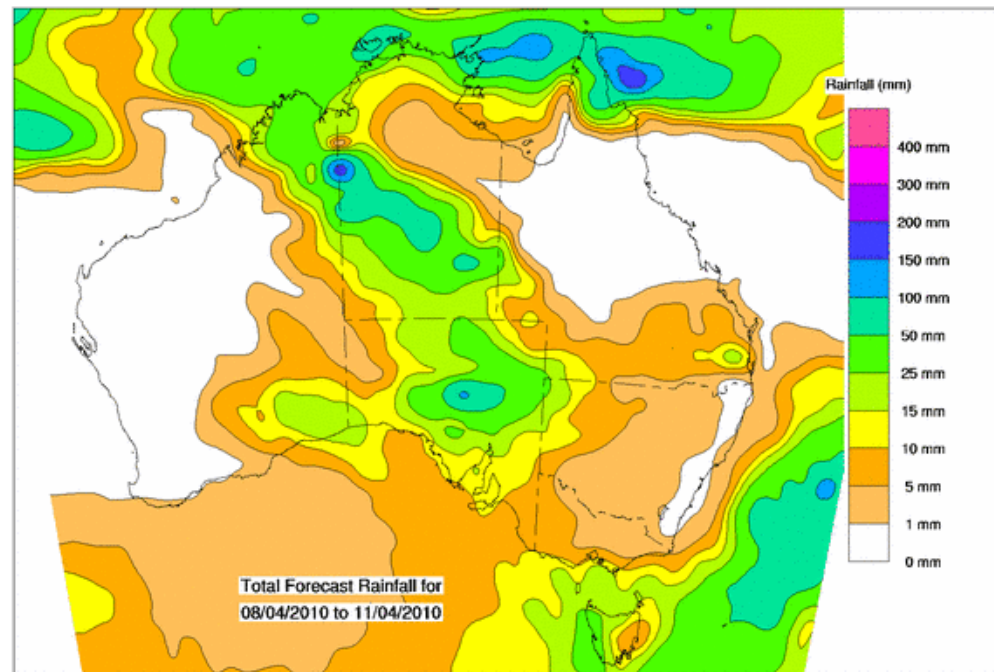 Rainfall (mm)
400 mm
300 mm
200 mm
150 mm
100 mm
50 mm
25 mm
15 mm
10 mm
5 mm
1 mm
0 mm
Total Forecast Rainfall for
08/04/2010 to 11/04/2010